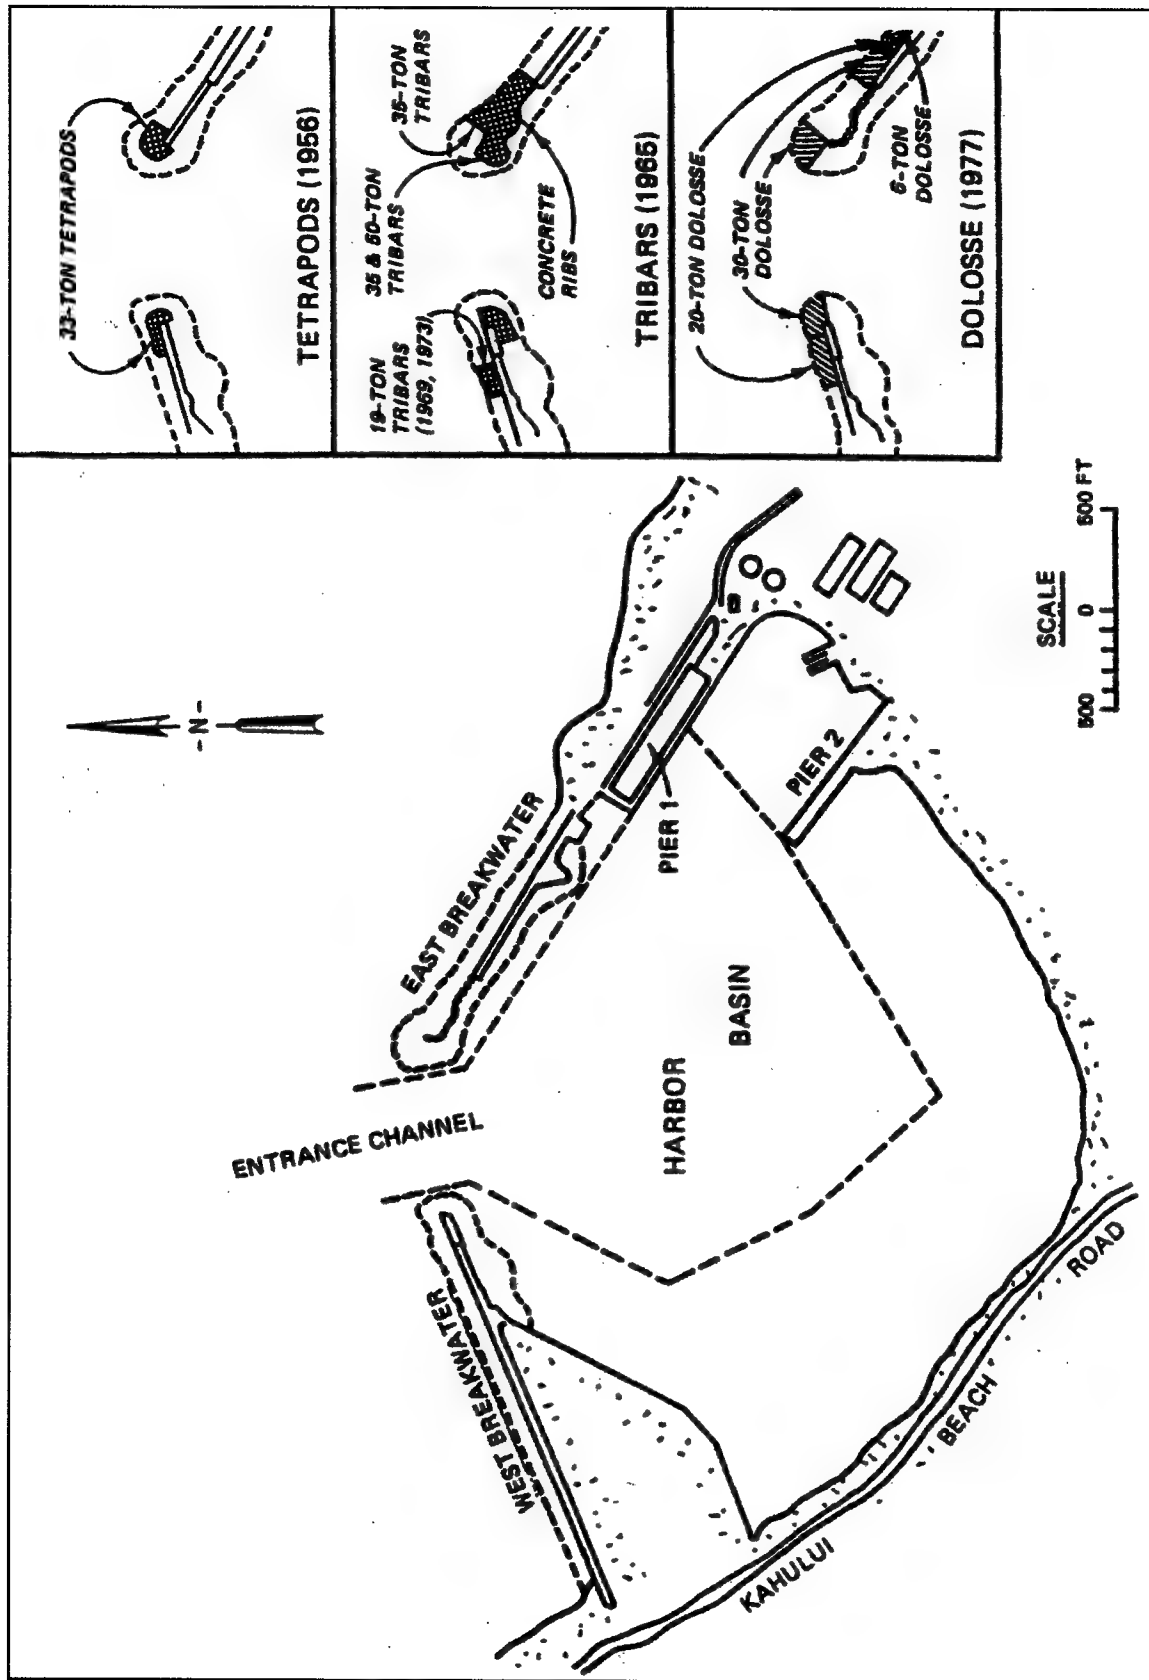 ENTRANCE CHANNEL
WEST BREAKWATER
EAST BREAKWATER
-N-
HARBOR
BASIN
PIER 1
PIER 2
KAHULUI
BEACH
ROAD
SCALE
500
0
500 FT
33-TON TETRAPODS
TETRAPODS (1956)
19-TON
TRIBARS
(1969, 1973)
35 & 50-TON
TRIBARS
35-TON
TRIBARS
CONCRETE
RIBS
TRIBARS (1965)
20-TON DOLOSSE
30-TON
DOLOSSE
6-TON
DOLOSSE
DOLOSSE (1977)